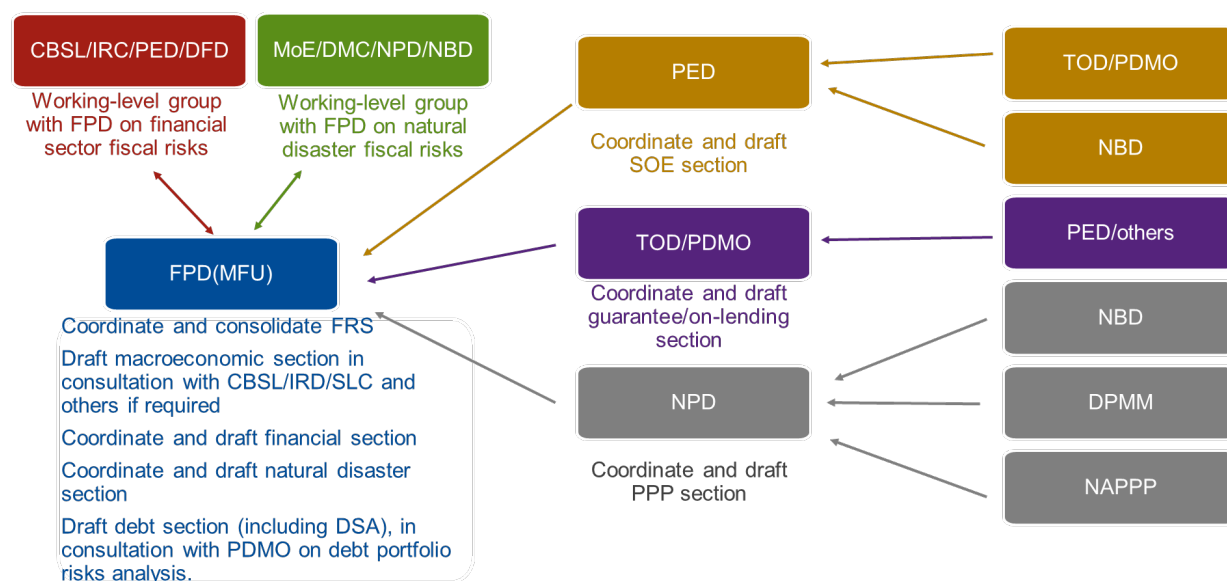 CBSL/IRC/PED/DFD
Working-level group
with FPD on financial
sector fiscal risks
MoE/DMC/NPD/NBD
Working-level group
with FPD on natural
disaster fiscal risks
FPD(MFU)
Coordinate and consolidate FRS
Draft macroeconomic section in
consultation with CBSL/IRD/SLC and
others if required
Coordinate and draft financial section
Coordinate and draft natural disaster
section
Draft debt section (including DSA), in
consultation with PDMO on debt portfolio
risks analysis.
PED
Coordinate and draft
SOE section
TOD/PDMO
Coordinate and draft
guarantee/on-lending
section
NPD
Coordinate and draft
PPP section
TOD/PDMO
NBD
PED/others
NBD
DPMM
NAPPP